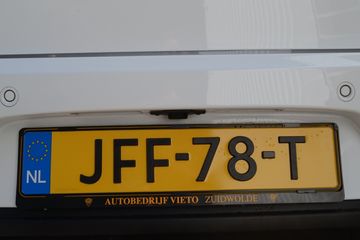 NL JFF-78-T
AUTOBEDRIJF VIETO ZUIDWOLDE